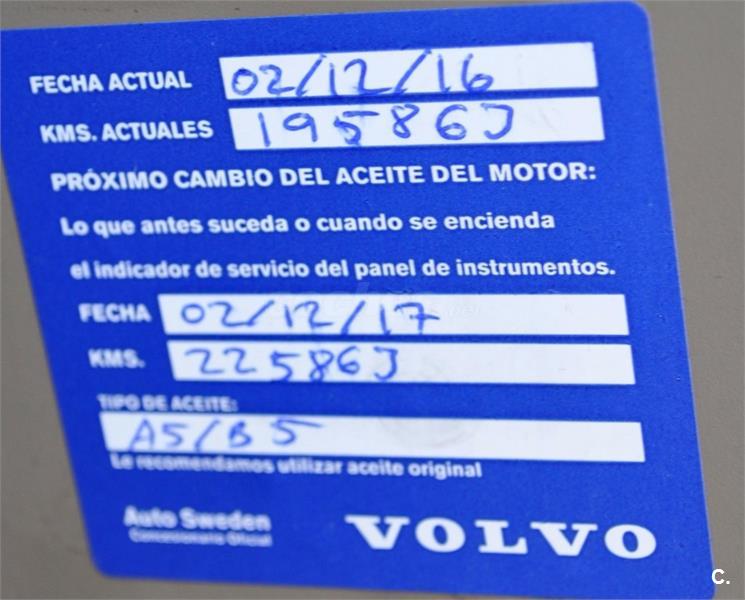 FECHA ACTUAL 02/12/16
KMS. ACTUALES 195863
PRÓXIMO CAMBIO DEL ACEITE DEL MOTOR:
Lo que antes suceda o cuando se encienda
el indicador de servicio del panel de instrumentos.
FECHA 02/12/17
KMS. 225863
TIPO DE ACEITE:
A5/B5
Le recomendamos utilizar aceite original
Auto Sweden VOLVO
Concesionario Oficial
C.